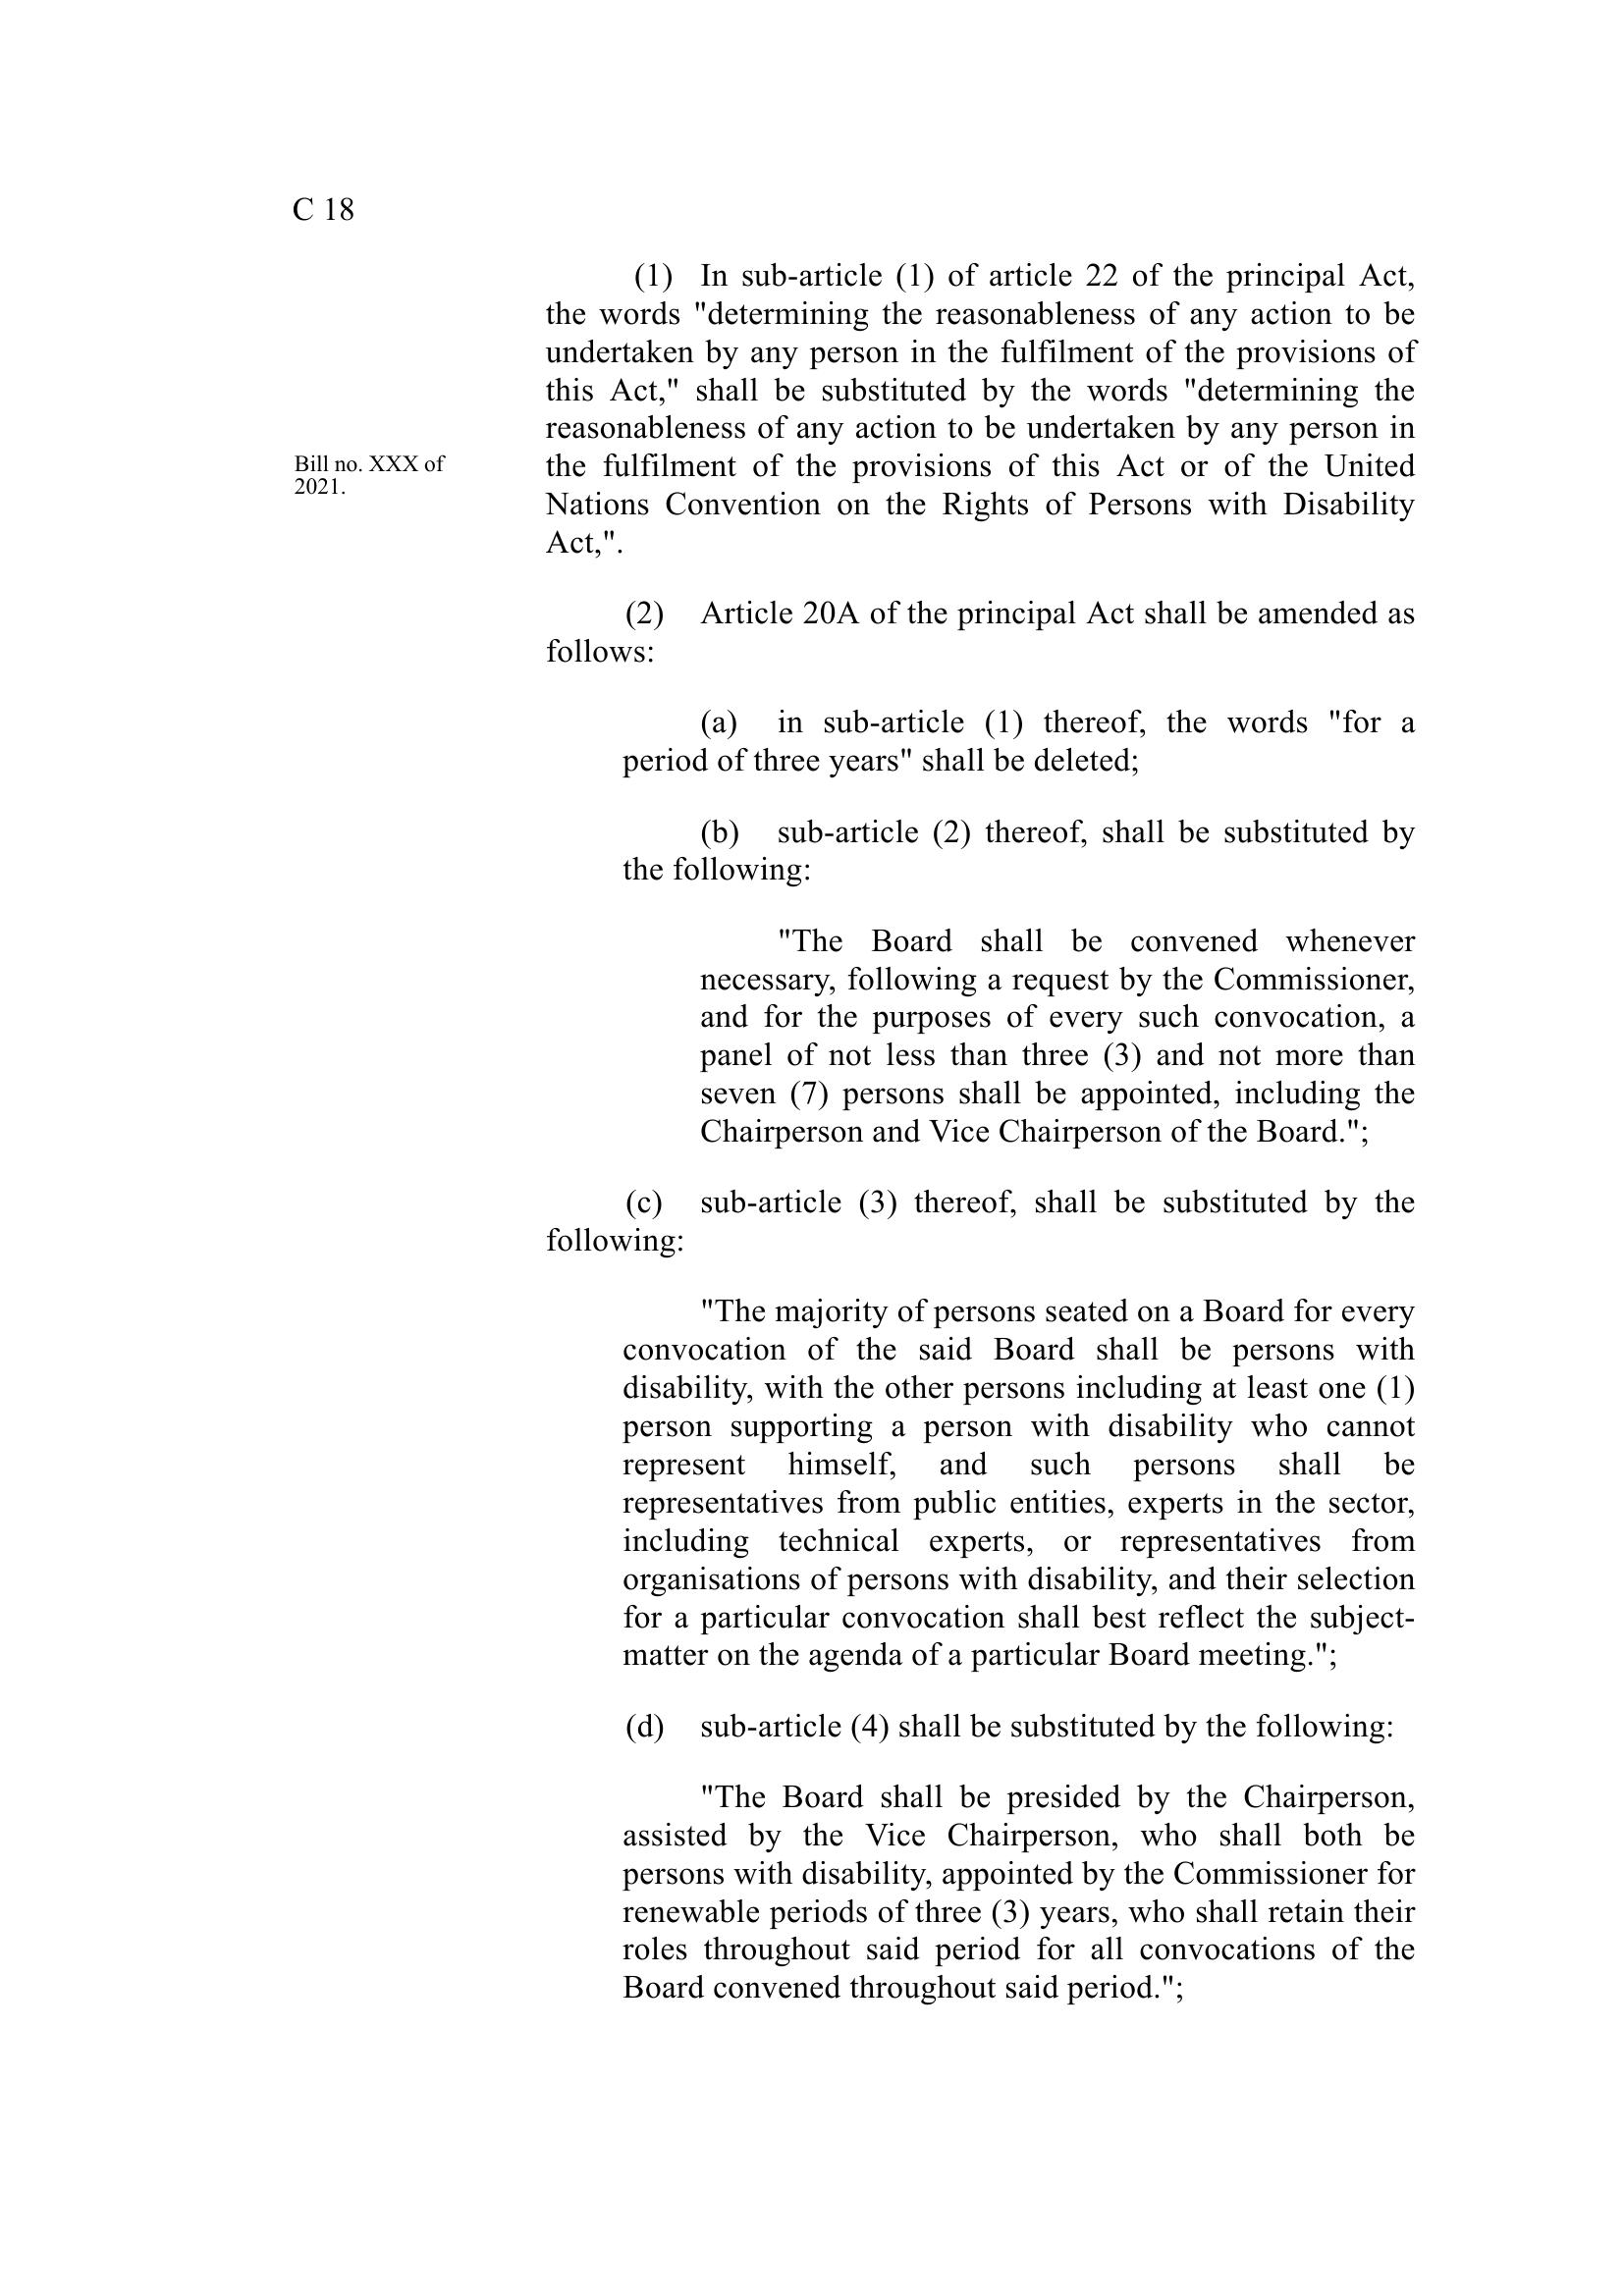 C 18
(1) In sub-article (1) of article 22 of the principal Act,
the words "determining the reasonableness of any action to be
undertaken by any person in the fulfilment of the provisions of
this Act," shall be substituted by the words "determining the
reasonableness of any action to be undertaken by any person in
Bill no. XXX of
2021.
the fulfilment of the provisions of this Act or of the United
Nations Convention on the Rights of Persons with Disability
Act,".
(2) Article 20A of the principal Act shall be amended as
follows:
(a) in sub-article (1) thereof, the words "for a
period of three years" shall be deleted;
(b) sub-article (2) thereof, shall be substituted by
the following:
"The Board shall be convened whenever
necessary, following a request by the Commissioner,
and for the purposes of every such convocation, a
panel of not less than three (3) and not more than
seven (7) persons shall be appointed, including the
Chairperson and Vice Chairperson of the Board.";
(c) sub-article (3) thereof, shall be substituted by the
following:
"The majority of persons seated on a Board for every
convocation of the said Board shall be persons with
disability, with the other persons including at least one (1)
person supporting a person with disability who cannot
represent himself, and such persons shall be
representatives from public entities, experts in the sector,
including technical experts, or representatives from
organisations of persons with disability, and their selection
for a particular convocation shall best reflect the subject-
matter on the agenda of a particular Board meeting.";
(d) sub-article (4) shall be substituted by the following:
"The Board shall be presided by the Chairperson,
assisted by the Vice Chairperson, who shall both be
persons with disability, appointed by the Commissioner for
renewable periods of three (3) years, who shall retain their
roles throughout said period for all convocations of the
Board convened throughout said period.";